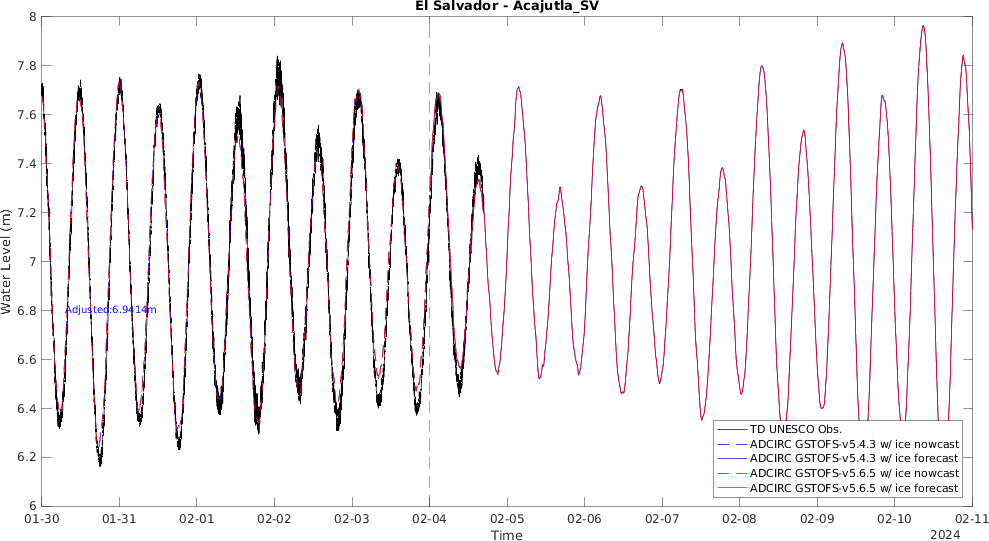 El Salvador - Acajutla_SV
Water Level (m)
8
7.8
7.6
7.4
7.2
7
6.8
6.6
6.4
6.2
6
Adjusted:6.9414m
TD UNESCO Obs.
ADCIRC GSTOFS-v5.4.3 w/ ice nowcast
ADCIRC GSTOFS-v5.4.3 w/ ice forecast
ADCIRC GSTOFS-v5.6.5 w/ ice nowcast
ADCIRC GSTOFS-v5.6.5 w/ ice forecast
01-30 01-31 02-01 02-02 02-03 02-04 02-05 02-06 02-07 02-08 02-09 02-10 02-11
Time
2024